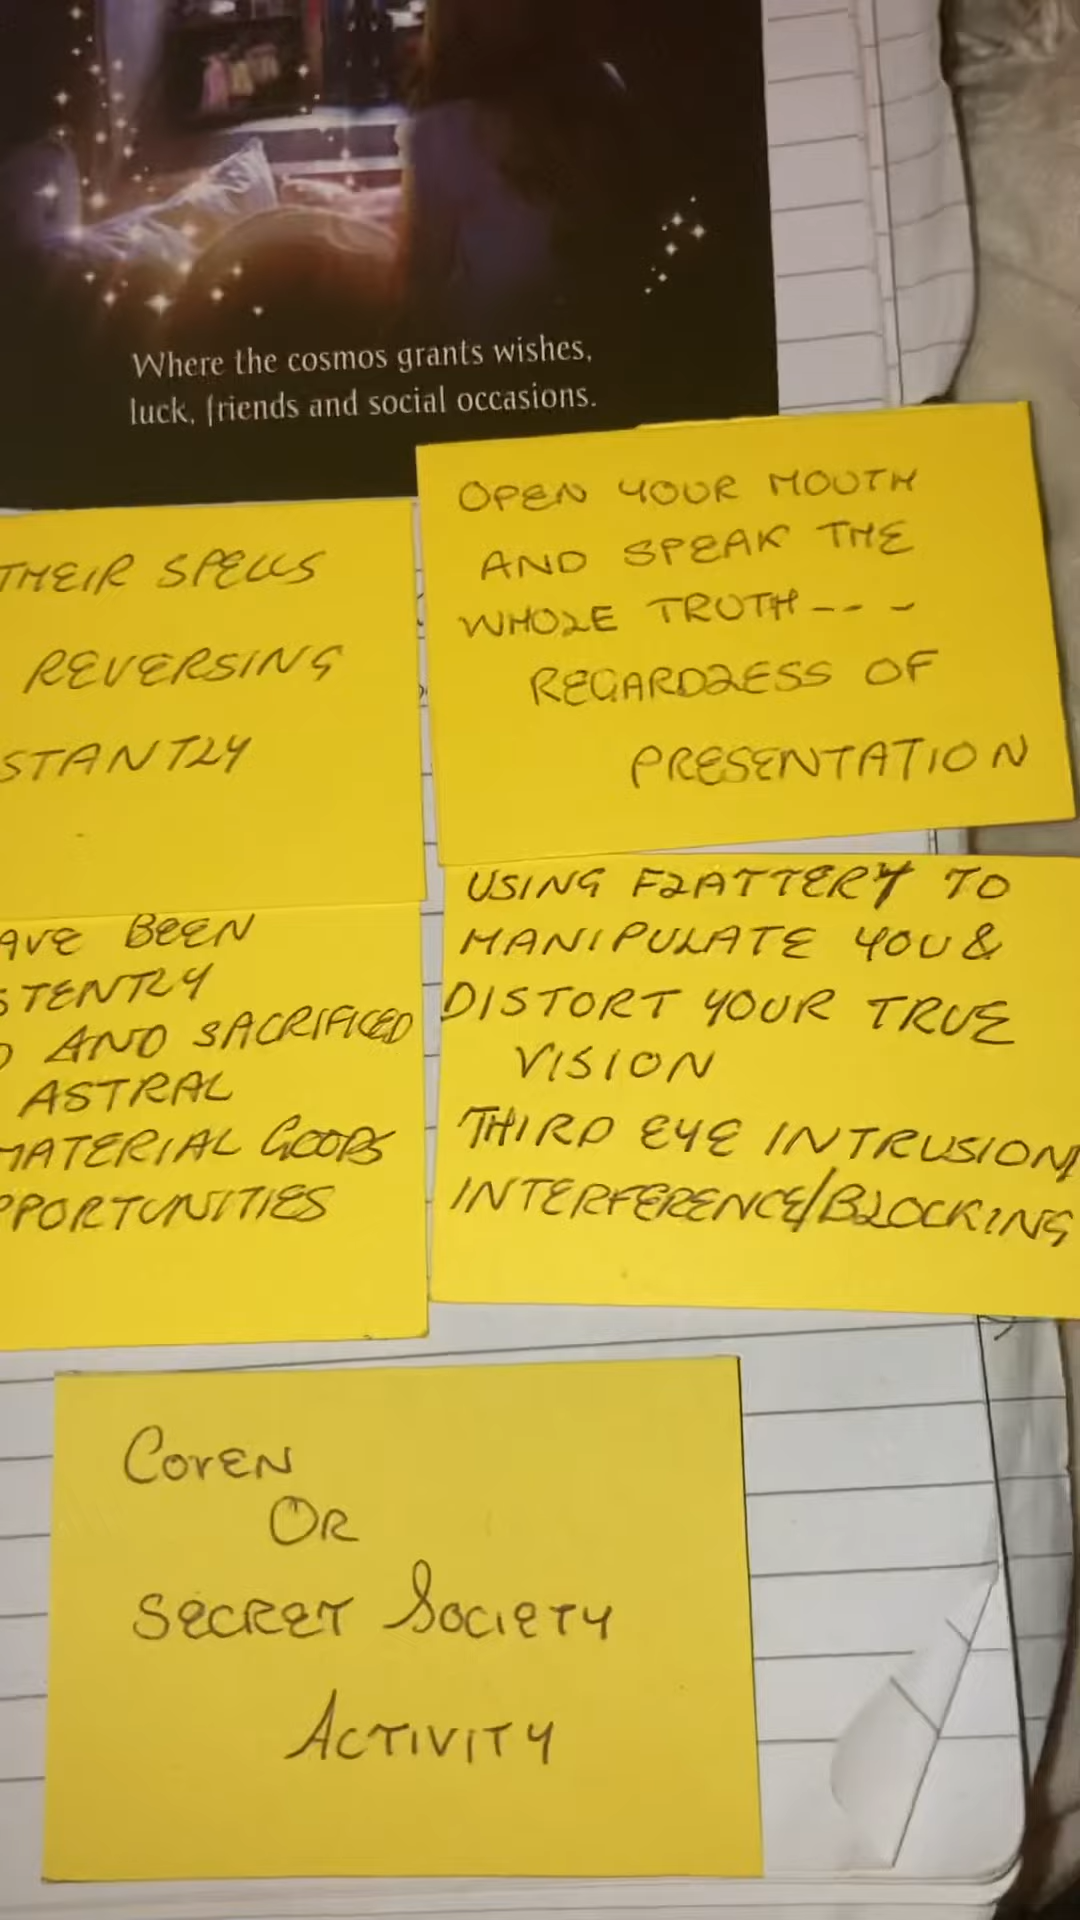 Where the cosmos grants wishes,
luck, friends and social occasions.
THEIR SPELLS
REVERSING
STANTLY
OPEN YOUR MOUTH
AND SPEAK THE
WHOLE TRUTH---
REGARDLESS OF
PRESENTATION
AVE BEEN
STENTLY
AND SACRIFICED
ASTRAL
MATERIAL GOODS
PPORTUNITIES
USING FLATTERY TO
MANIPULATE YOU &
DISTORT YOUR TRUE
VISION
THIRD EYE INTRUSION/
INTERFERENCE/BLOCKING
COVEN
OR
SECRET SOCIETY
ACTIVITY